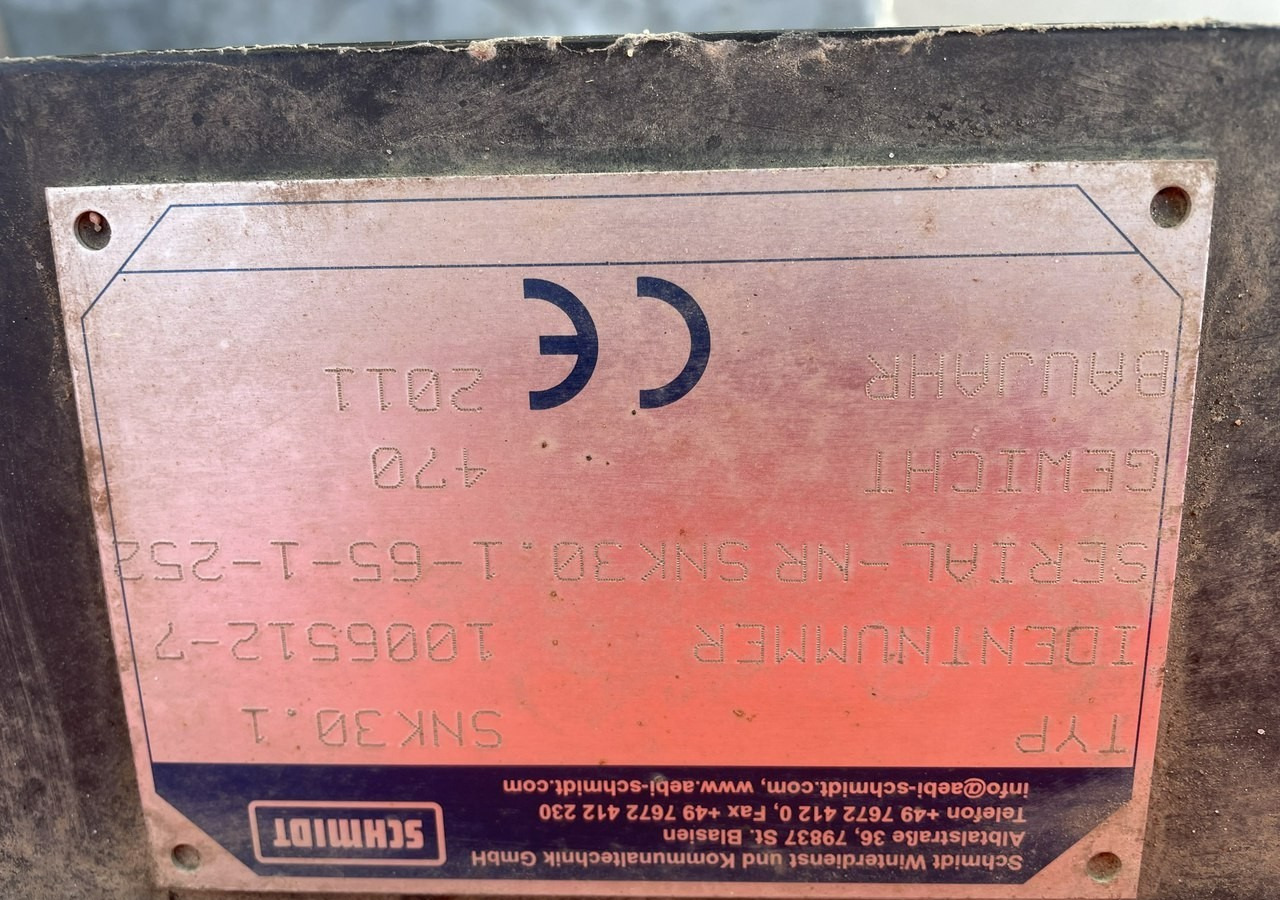 Schmidt Winterdienst und Kommunaltechnik GmbH
Albtalstraße 36, 79837 St. Blasien
Telefon +49 7672 412 0, Fax +49 7672 412 230
info@aebi-schmidt.com, www.aebi-schmidt.com
SCHMIDT
TYP SNK30.1
IDENTNUMMER 1006512-7
SERIAL-NR SNK30.1-65-1-252
GEWICHT 470
BAUJAHR 2011
CE